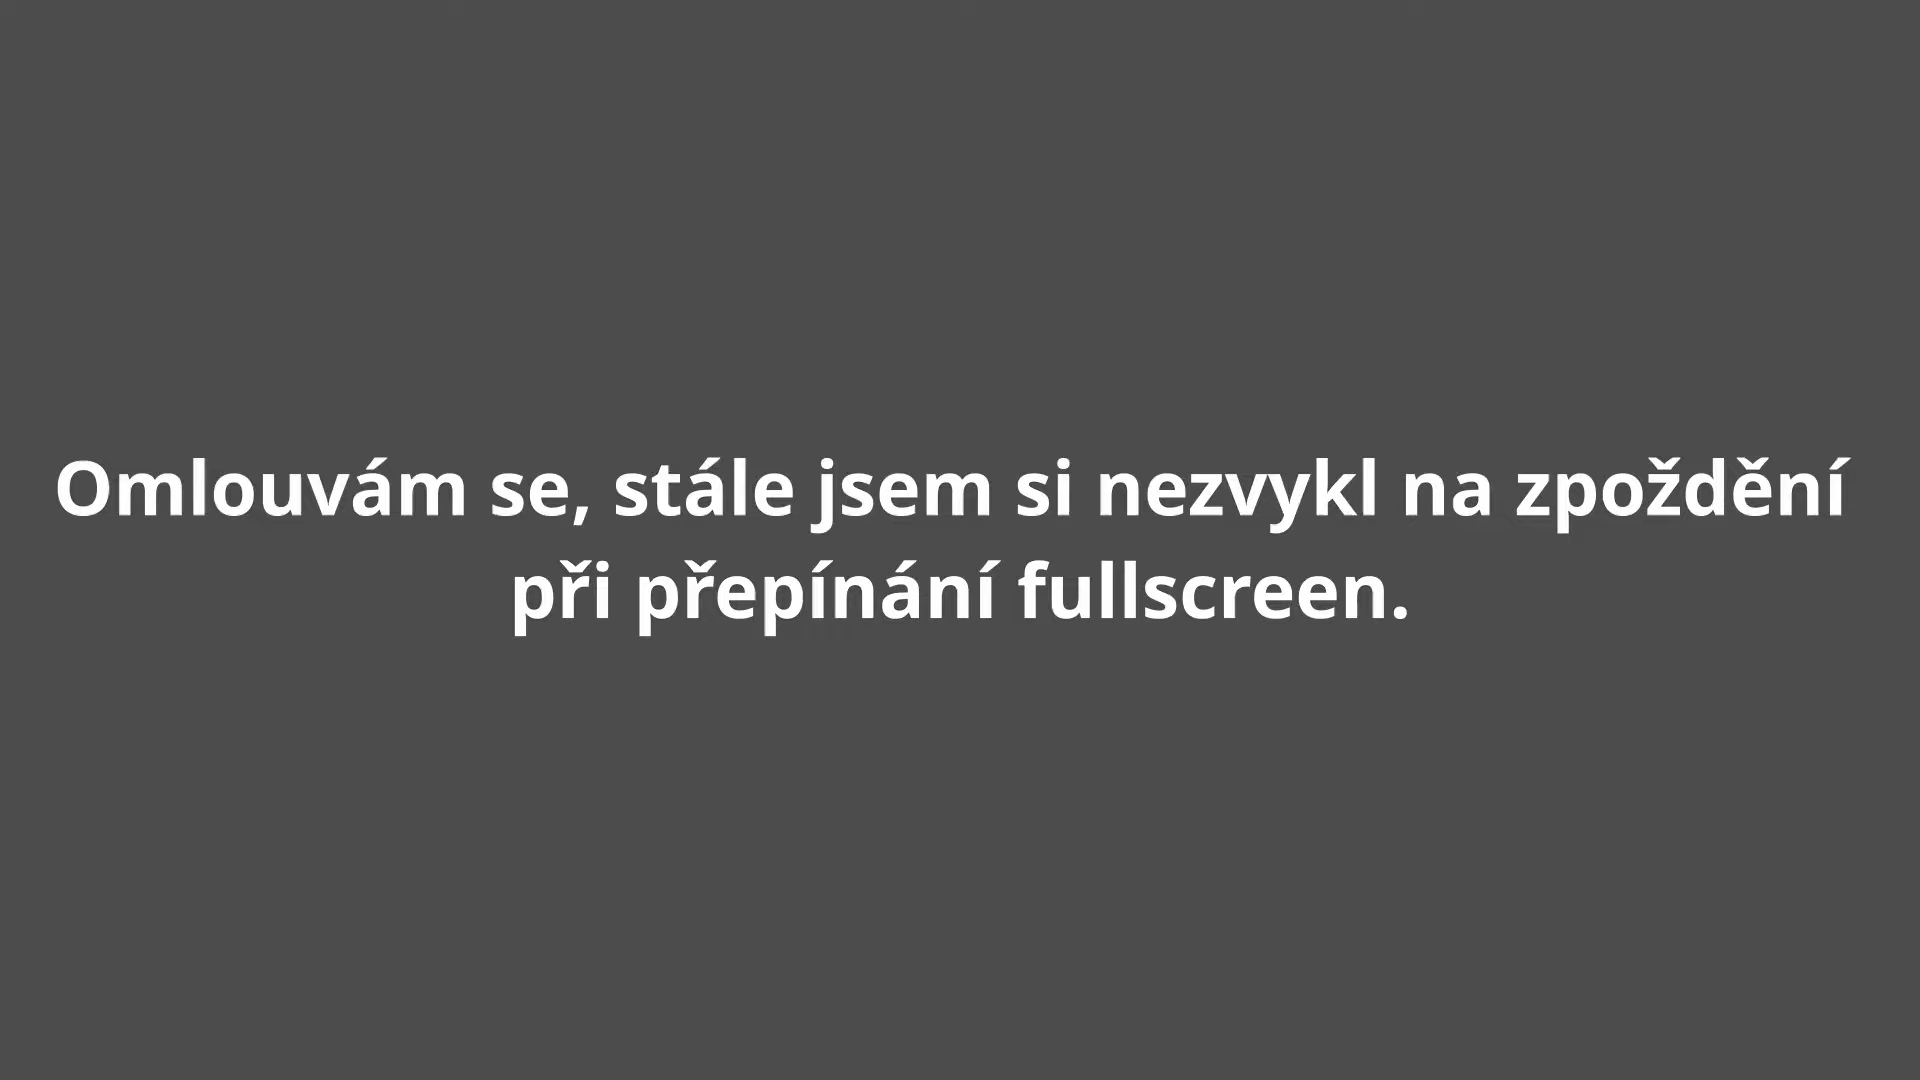 Omlouvám se, stále jsem si nezvykl na zpoždění
při přepínání fullscreen.